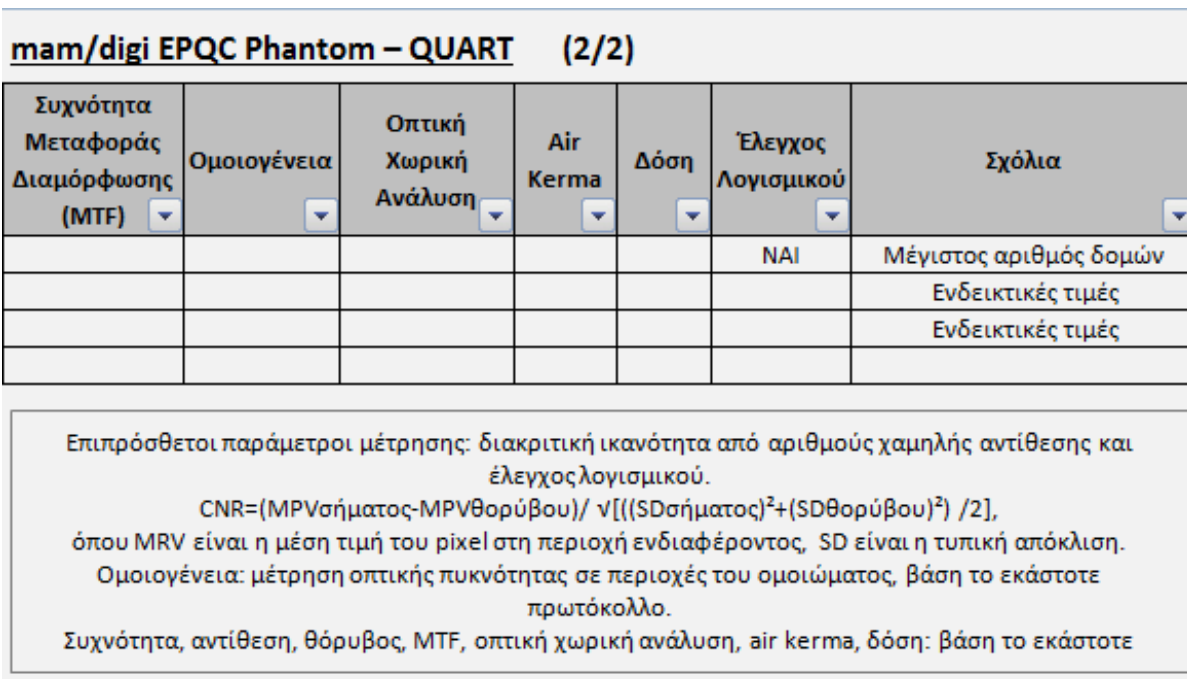 mam/digi EPQC Phantom – QUART (2/2)
Συχνότητα
Μεταφοράς
Διαμόρφωσης
(MTF)
Ομοιογένεια
Οπτική
Χωρική
Ανάλυση
Air
Kerma
Δόση
Έλεγχος
Λογισμικού
Σχόλια
ΝΑΙ Μέγιστος αριθμός δομών
Ενδεικτικές τιμές
Ενδεικτικές τιμές
Επιπρόσθετοι παράμετροι μέτρησης: διακριτική ικανότητα από αριθμούς χαμηλής αντίθεσης και
έλεγχος λογισμικού.
CNR=(MPVσήματος-MPVθορύβου)/ √[((SDσήματος)²+(SDθορύβου)²) /2],
όπου MRV είναι η μέση τιμή του pixel στη περιοχή ενδιαφέροντος, SD είναι η τυπική απόκλιση.
Ομοιογένεια: μέτρηση οπτικής πυκνότητας σε περιοχές του ομοιώματος, βάση το εκάστοτε
πρωτόκολλο.
Συχνότητα, αντίθεση, θόρυβος, MTF, οπτική χωρική ανάλυση, air kerma, δόση: βάση το εκάστοτε